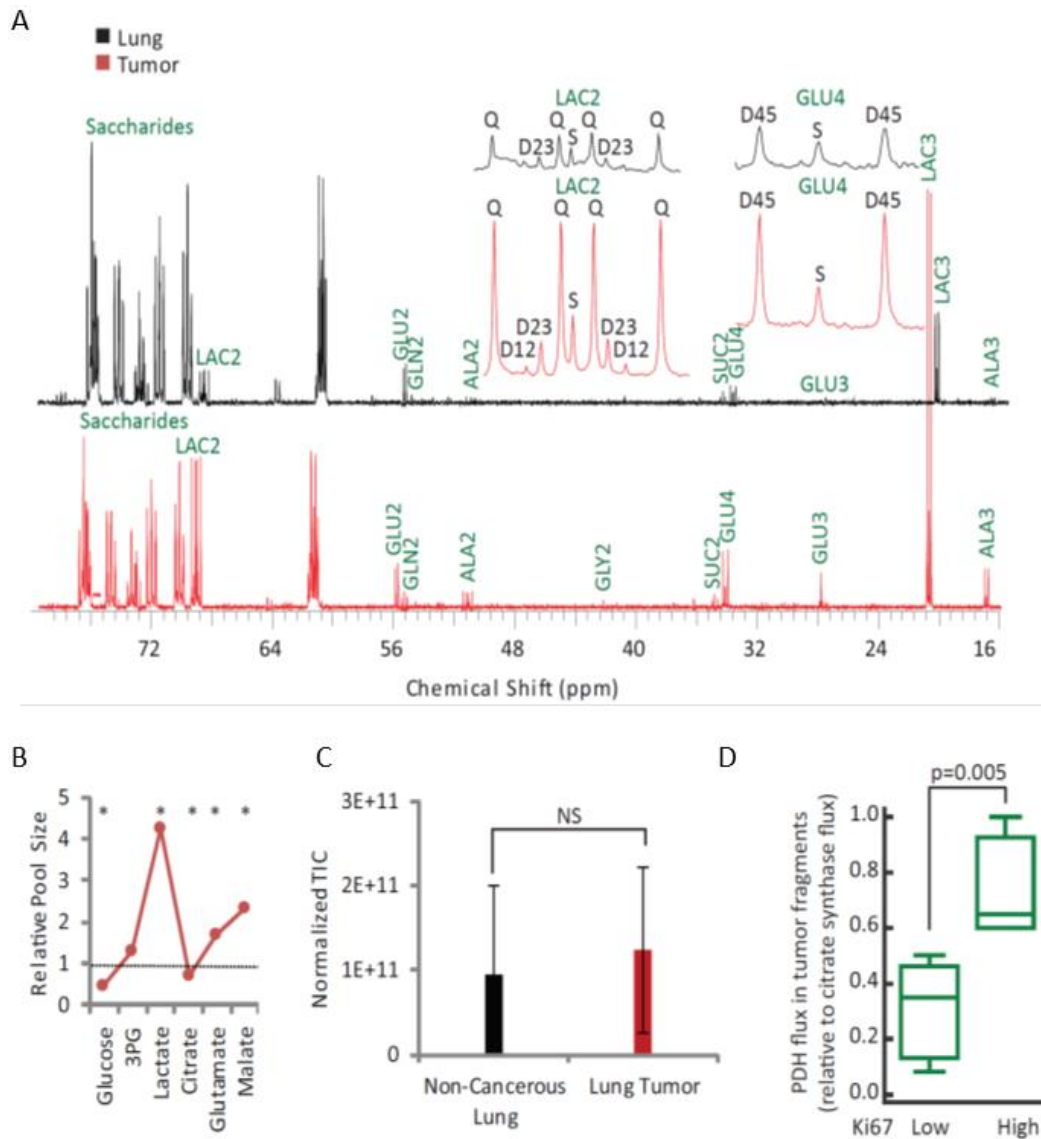 A
Lung
Tumor
Saccharides
LAC2
Q
D23
Q
S
Q
D23
Q
LAC2
Q
D12
D23
Q
S
Q
D23
D12
Q
GLU4
D45
S
D45
GLU4
D45
S
D45
LAC3
LAC3
LAC2
GLU2
GLN2
ALA2
SUC2
GLU4
GLU3
ALA3
Saccharides
LAC2
GLU2
GLN2
ALA2
GLY2
SUC2
GLU4
GLU3
ALA3
72 64 56 48 40 32 24 16
Chemical Shift (ppm)
B
Relative Pool Size
5
4
3
2
1
0
* * * * *
Glucose
3PG
Lactate
Citrate
Glutamate
Malate
C
Normalized TIC
3E+11
2E+11
1E+11
0
NS
Non-Cancerous Lung Tumor
Lung
D
PDH flux in tumor fragments
(relative to citrate synthase flux)
p=0.005
1.0
0.8
0.6
0.4
0.2
0.0
Ki67 Low High